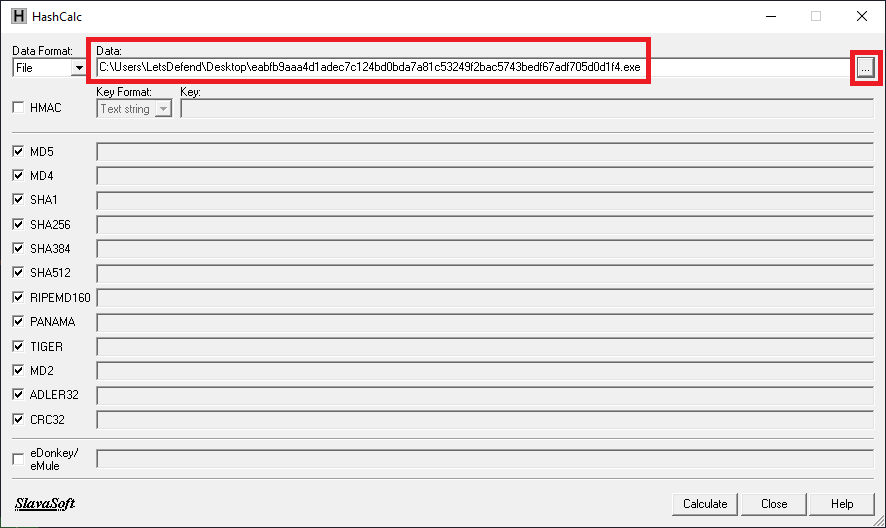 HashCalc
Data Format:
Data:
File
C:\Users\LetsDefend\Desktop\eabfb9aaa4d1adec7c124bd0bda7a81c53249f2bac5743bedf67adf705d0d1f4.exe
...
HMAC
Key Format:
Key:
Text string
MD5
MD4
SHA1
SHA256
SHA384
SHA512
RIPEMD160
PANAMA
TIGER
MD2
ADLER32
CRC32
eDonkey/
eMule
SlavaSoft
Calculate
Close
Help